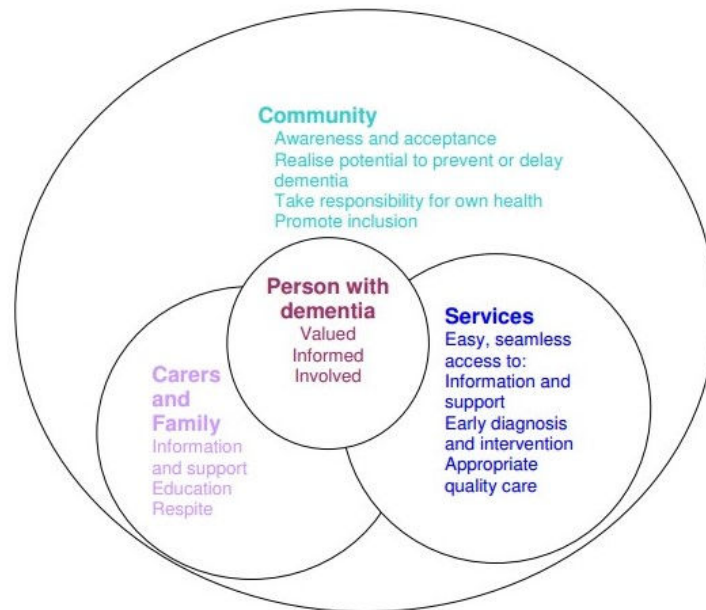 Community
Awareness and acceptance
Realise potential to prevent or delay
dementia
Take responsibility for own health
Promote inclusion
Person with
dementia
Valued
Informed
Involved
Carers
and
Family
Information
and support
Education
Respite
Services
Easy, seamless
access to:
Information and
support
Early diagnosis
and intervention
Appropriate
quality care